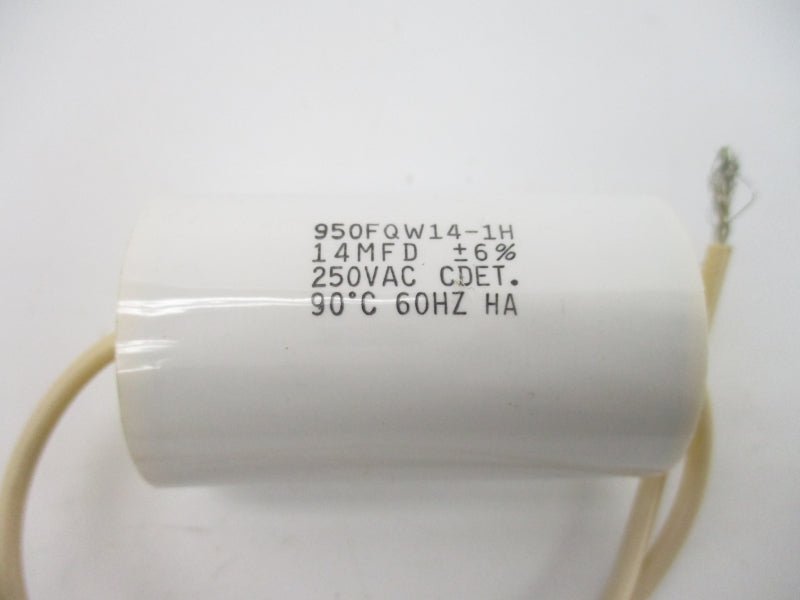 950FQW14-1H
14MFD ±6%
250VAC CDET.
90°C 60HZ HA